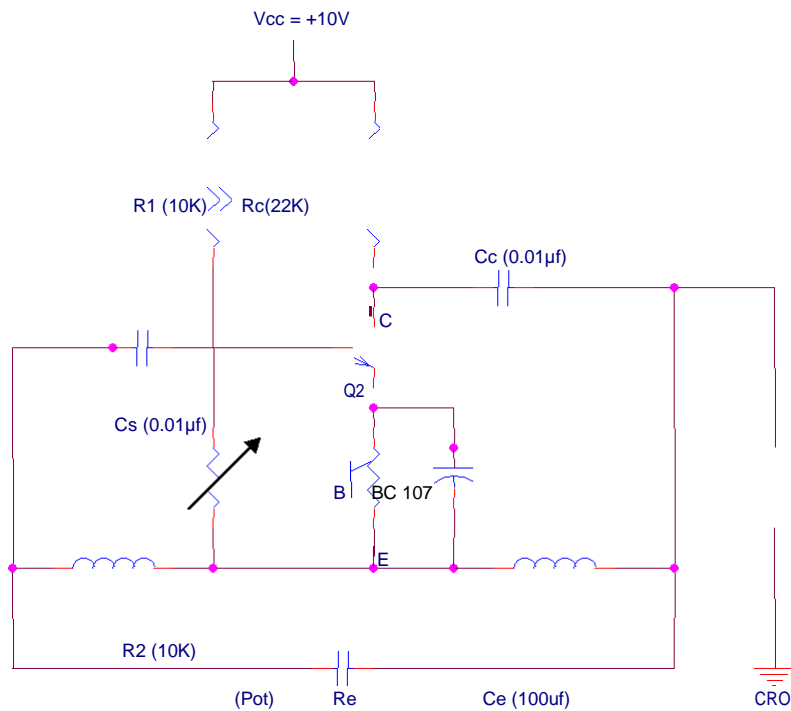 Vcc = +10V
R1 (10K)
Rc(22K)
Cc (0.01µf)
C
Q2
Cs (0.01µf)
B
BC 107
E
R2 (10K)
(Pot)
Re
Ce (100uf)
CRO